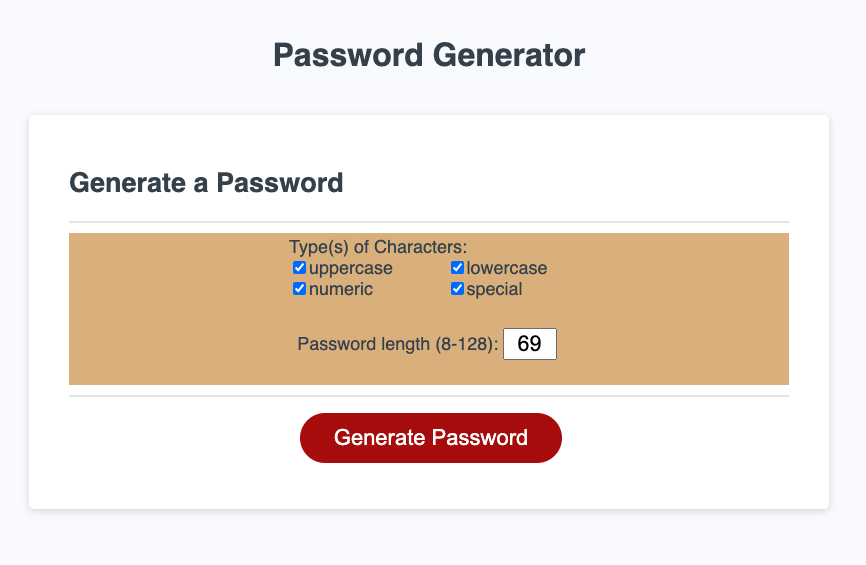 Password Generator
Generate a Password
Type(s) of Characters:
uppercase lowercase
numeric special
Password length (8-128): 69
Generate Password